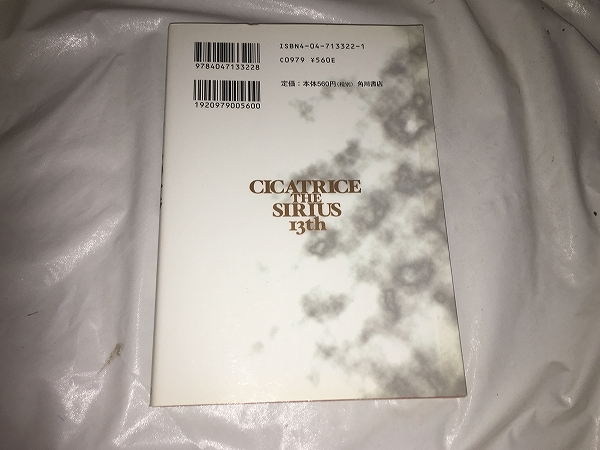 ISBN4-04-713322-1
C0979 ¥560E
定価：本体560円(税別) 角川書店
9784047133228
1920979005600
CICATRICE
THE
SIRIUS
13th